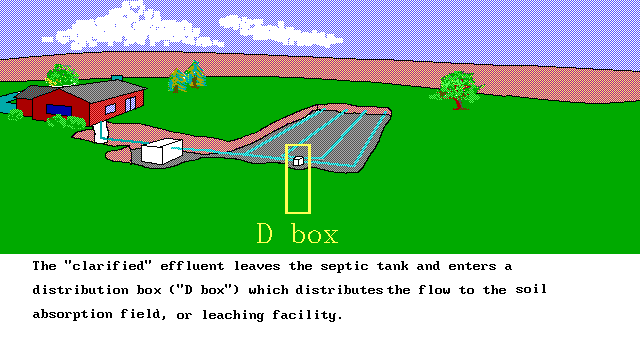 D box
The "clarified" effluent leaves the septic tank and enters a
distribution box ("D box") which distributes the flow to the soil
absorption field, or leaching facility.